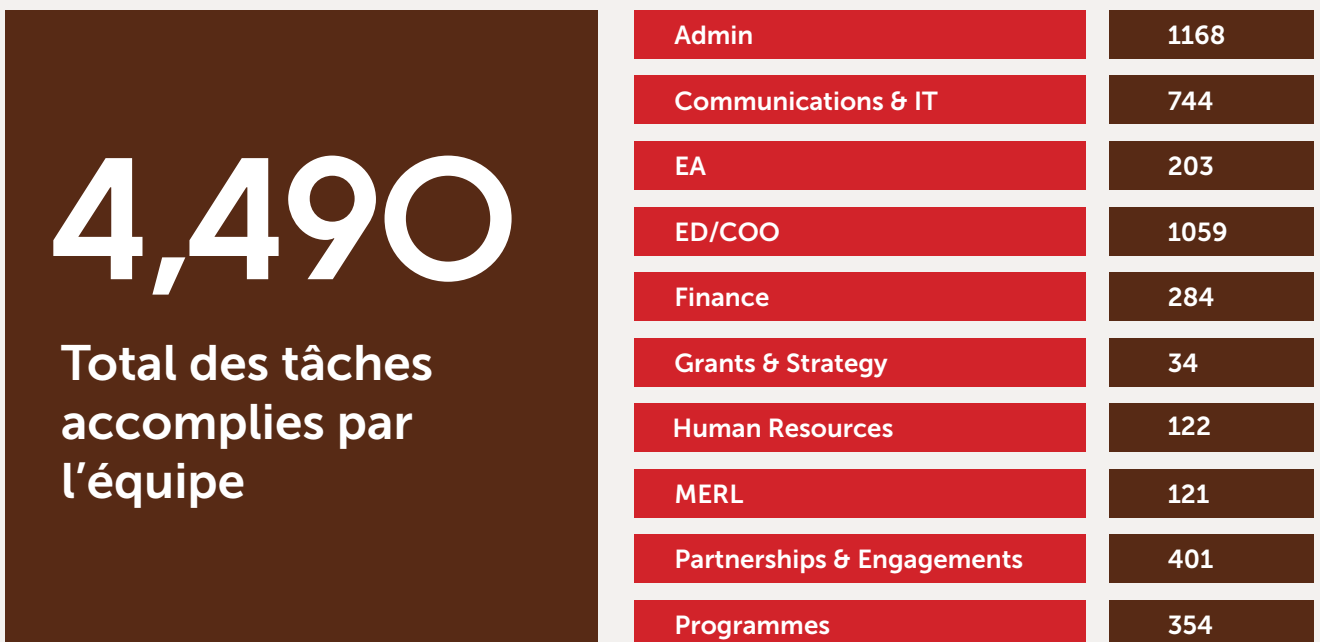 4,490
Total des tâches
accomplies par
l’équipe
Admin 1168
Communications & IT 744
EA 203
ED/COO 1059
Finance 284
Grants & Strategy 34
Human Resources 122
MERL 121
Partnerships & Engagements 401
Programmes 354